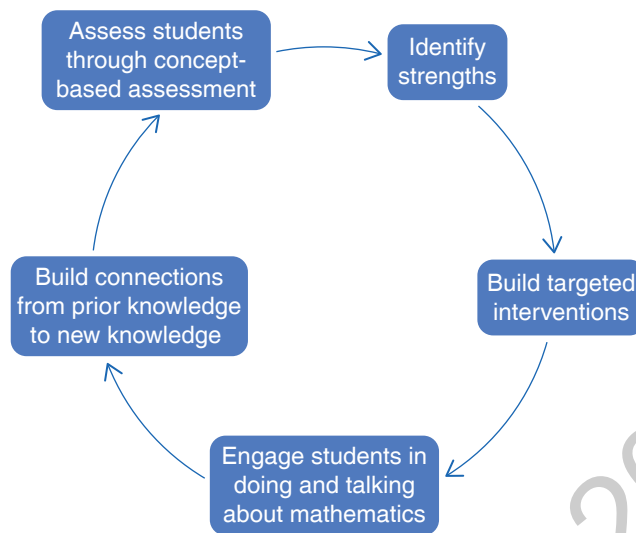 Assess students
through concept-
based assessment
Identify
strengths
Build targeted
interventions
Engage students in
doing and talking
about mathematics
Build connections
from prior knowledge
to new knowledge